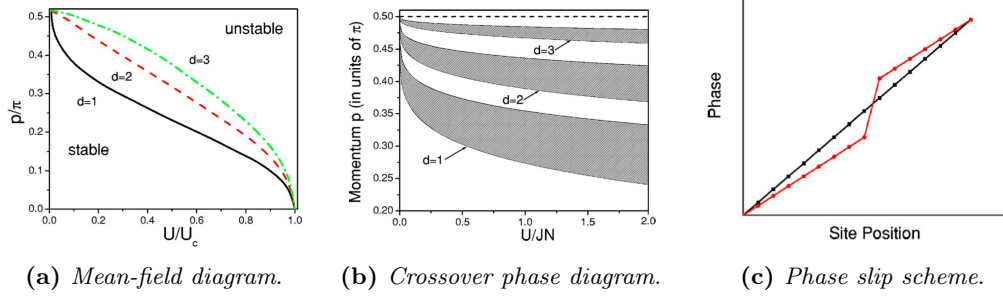 0.5
0.4
0.3
0.2
0.1
0.0
p/π
unstable
d=3
d=2
d=1
stable
0.0 0.2 0.4 0.6 0.8 1.0
U/U_c
(a) Mean-field diagram.
0.50
0.45
0.40
0.35
0.30
0.25
0.20
Momentum p (in units of π)
d=3
d=2
d=1
0.0 0.5 1.0 1.5 2.0
U/JN
(b) Crossover phase diagram.
Phase
Site Position
(c) Phase slip scheme.